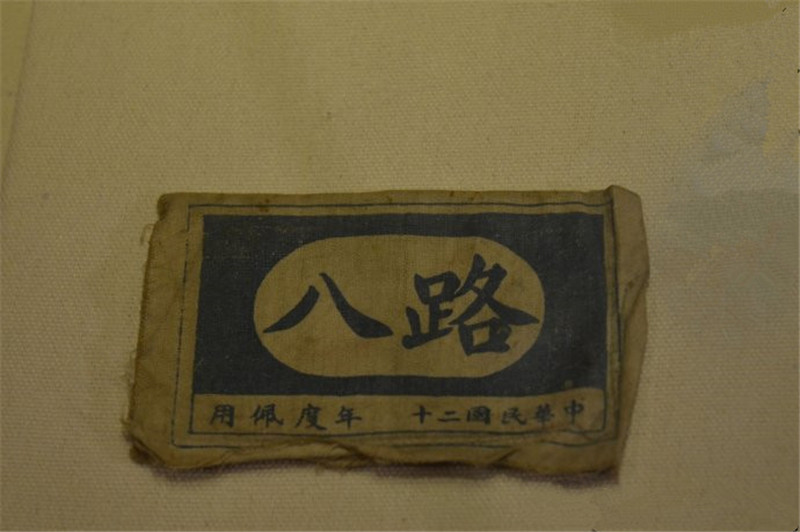 八路
中華民國二十 年度佩用